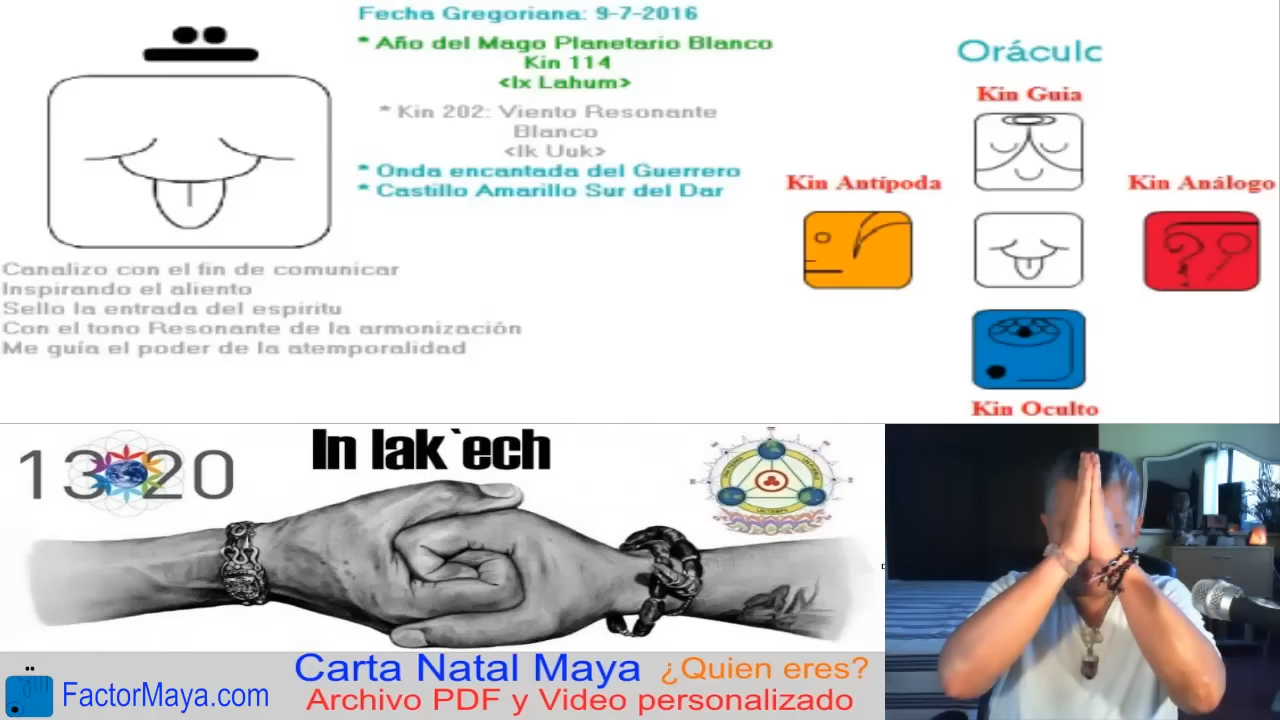 Fecha Gregoriana: 9-7-2016
* Año del Mago Planetario Blanco
Kin 114
<Ix Lahum>
* Kin 202: Viento Resonante
Blanco
<Ik Uuk>
* Onda encantada del Guerrero
* Castillo Amarillo Sur del Dar
Canalizo con el fin de comunicar
Inspirando el aliento
Sello la entrada del espiritu
Con el tono Resonante de la armonización
Me guía el poder de la atemporalidad
Oráculo
Kin Guia
Kin Antípoda
Kin Análogo
Kin Oculto
13 20
In lak`ech
Carta Natal Maya
¿Quien eres?
FactorMaya.com
Archivo PDF y Video personalizado